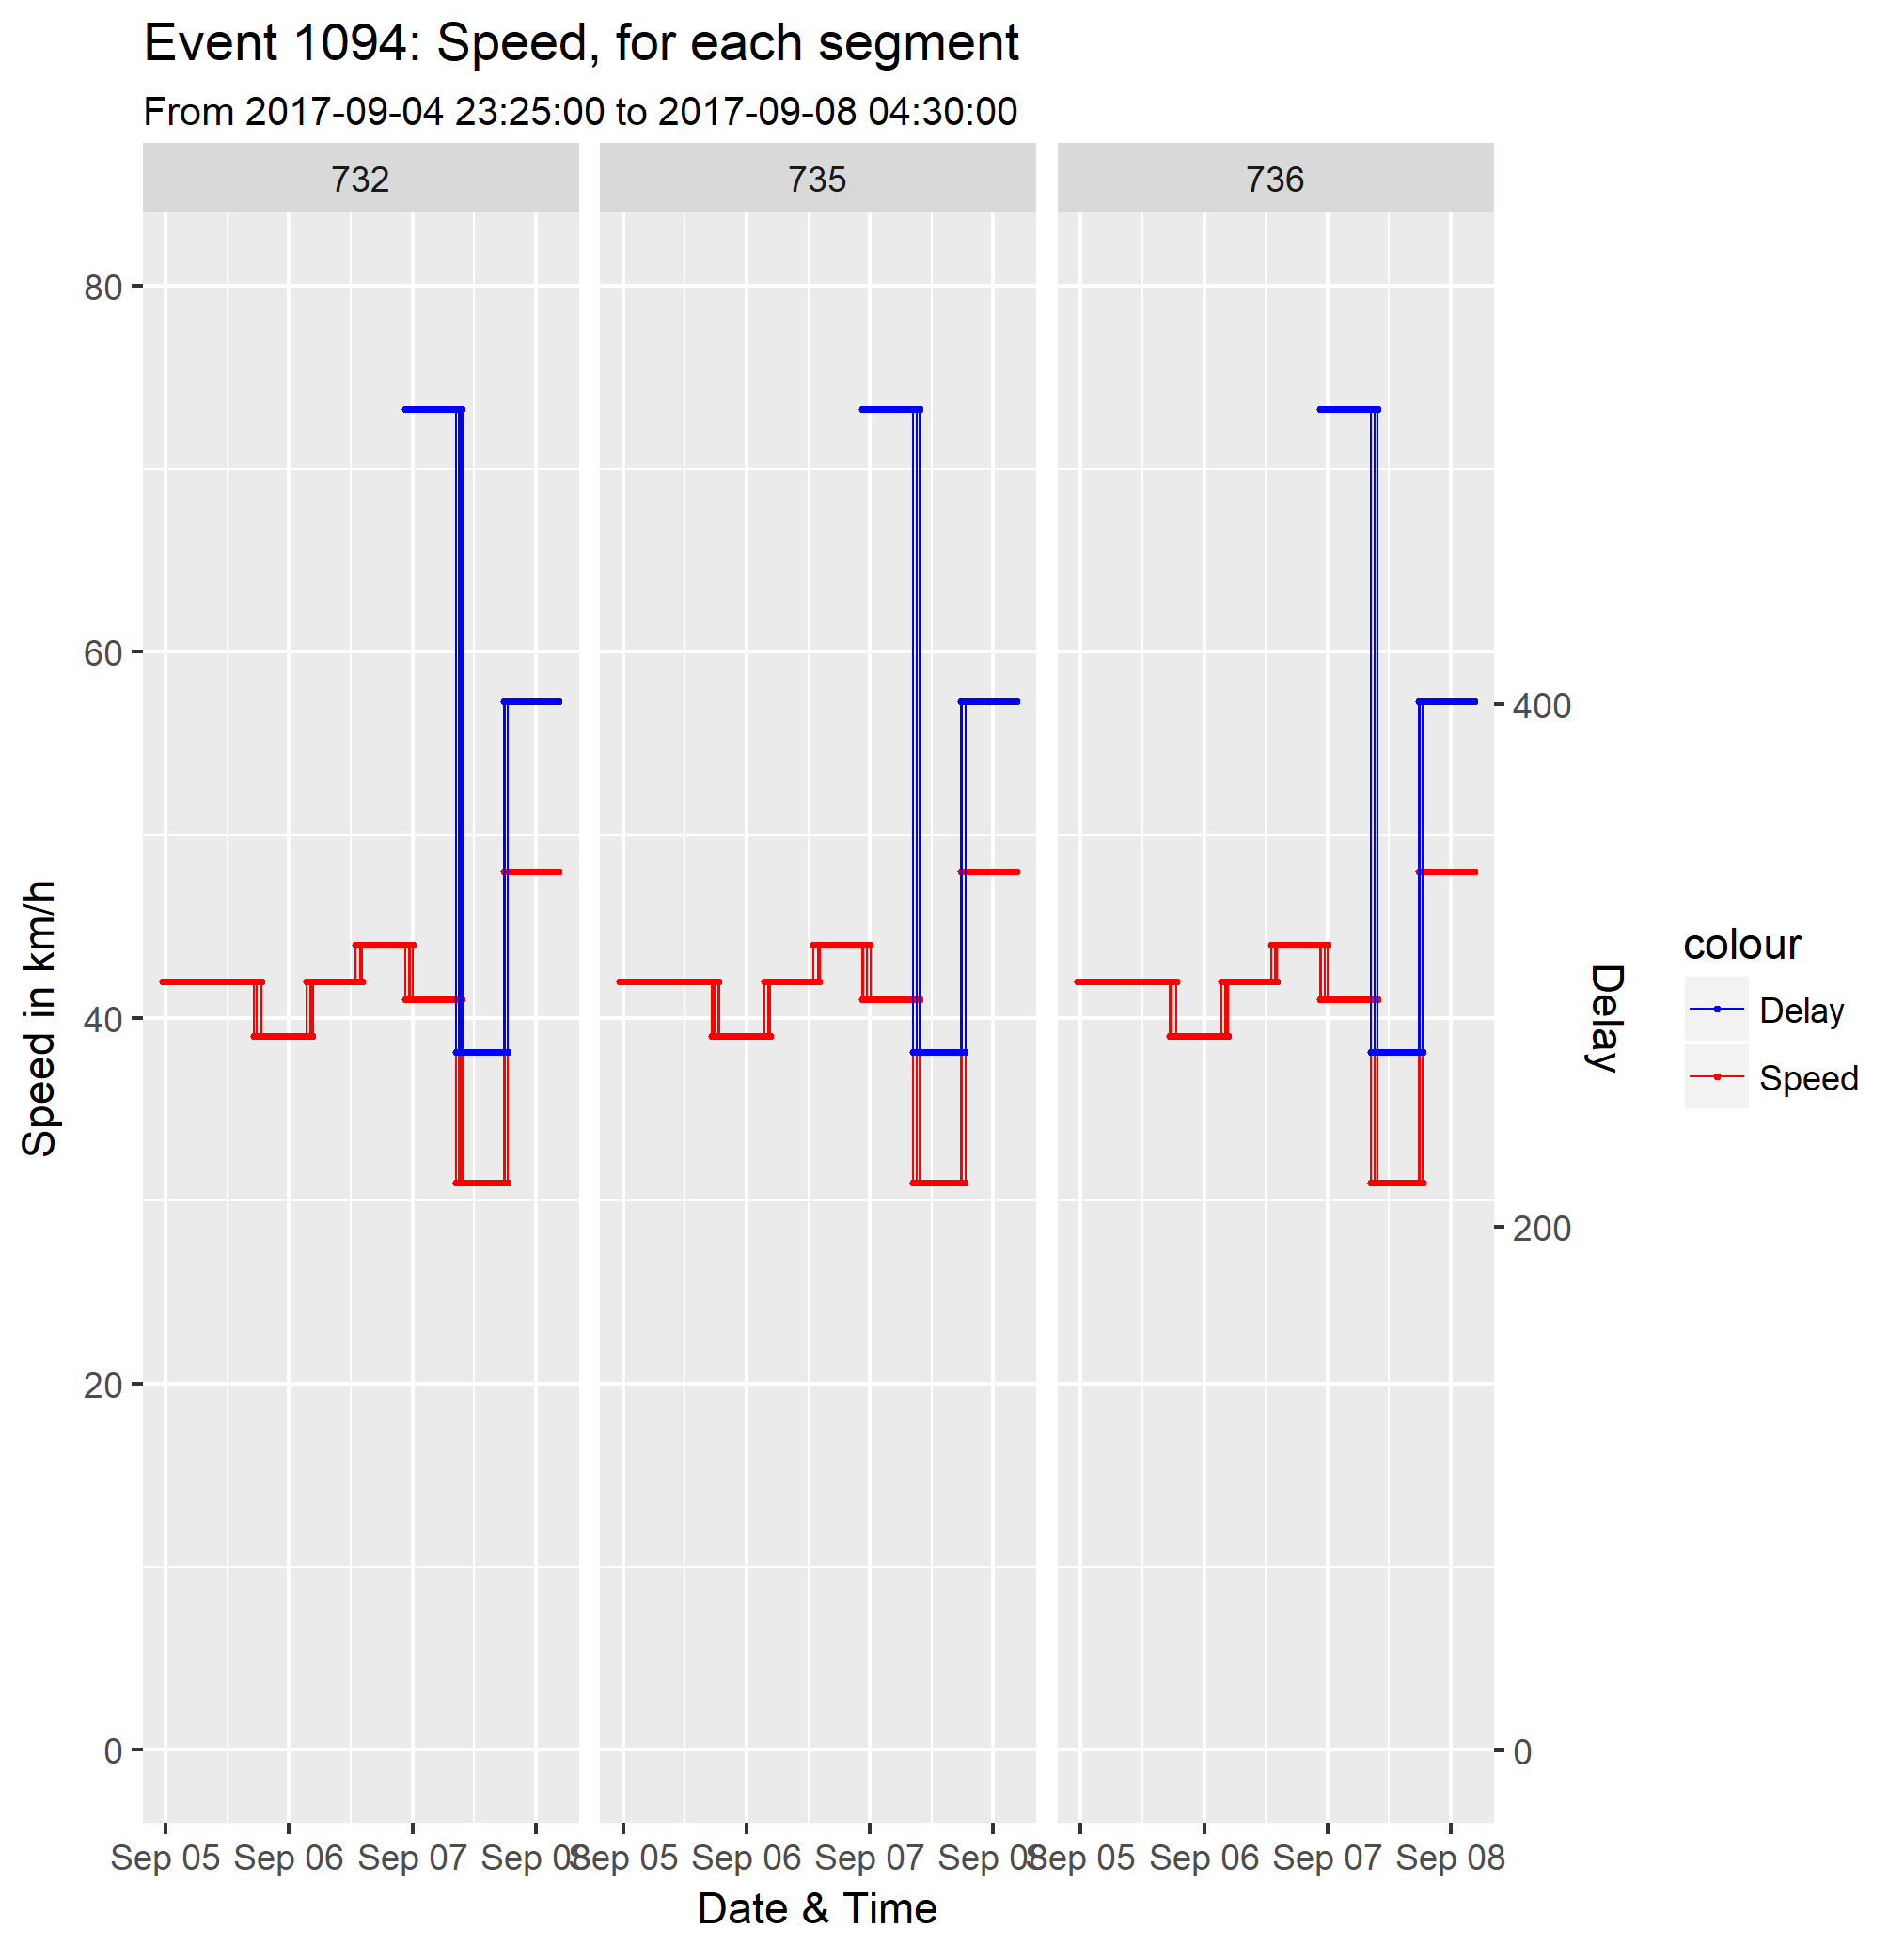 Event 1094: Speed, for each segment
From 2017-09-04 23:25:00 to 2017-09-08 04:30:00
732 735 736
80
60
40
20
0
Speed in km/h
400
200
0
Delay
colour
Delay
Speed
Sep 05 Sep 06 Sep 07 Sep 08 Sep 05 Sep 06 Sep 07 Sep 08 Sep 05 Sep 06 Sep 07 Sep 08
Date & Time